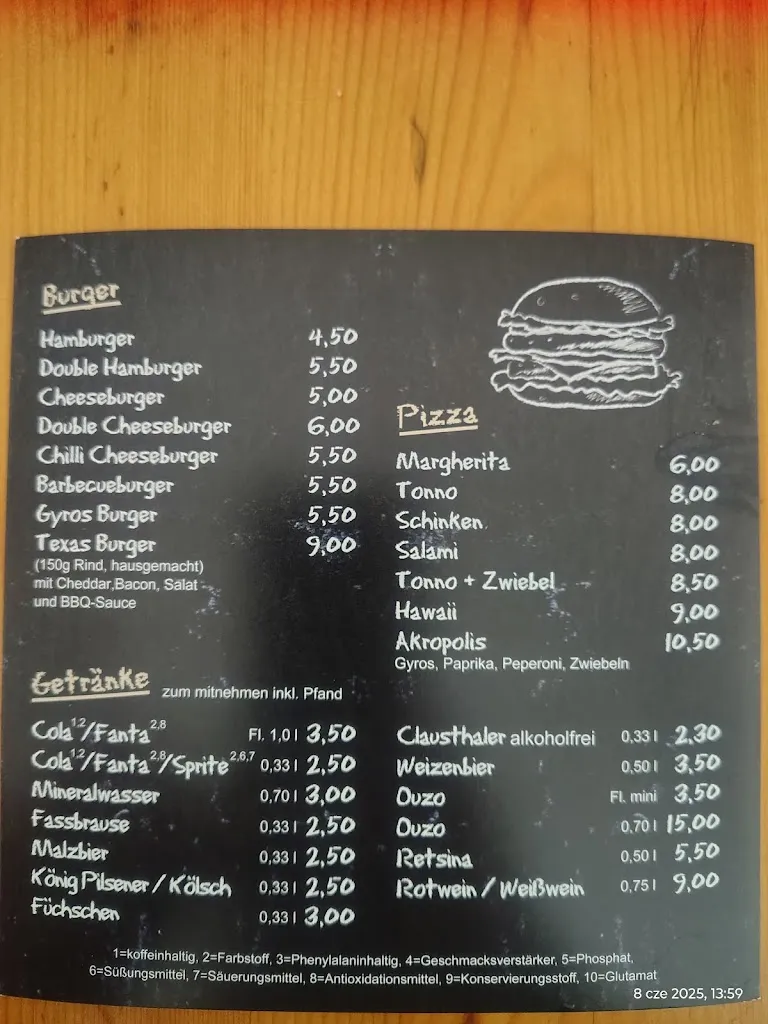 Burger
Hamburger 4,50
Double Hamburger 5,50
Cheeseburger 5,00
Double Cheeseburger 6,00
Chilli Cheeseburger 5,50
Barbecueburger 5,50
Gyros Burger 5,50
Texas Burger 9,00
(150g Rind, hausgemacht)
mit Cheddar,Bacon, Salat
und BBQ-Sauce
Pizza
Margherita 6,00
Tonno 8,00
Schinken 8,00
Salami 8,00
Tonno + Zwiebel 8,50
Hawaii 9,00
Akropolis 10,50
Gyros, Paprika, Peperoni, Zwiebeln
Getränke zum mitnehmen inkl. Pfand
Cola1,2/Fanta2,8 Fl. 1,0 l 3,50
Cola1,2/Fanta2,8/Sprite2,6,7 0,33 l 2,50
Mineralwasser 0,70 l 3,00
Fassbrause 0,33 l 2,50
Malzbier 0,33 l 2,50
König Pilsener / Kölsch 0,33 l 2,50
Füchschen 0,33 l 3,00
Clausthaler alkoholfrei 0,33 l 2,30
Weizenbier 0,50 l 3,50
Ouzo Fl. mini 3,50
Ouzo 0,70 l 15,00
Retsina 0,50 l 5,50
Rotwein / Weißwein 0,75 l 9,00
1=koffeinhaltig, 2=Farbstoff, 3=Phenylalaninhaltig, 4=Geschmacksverstärker, 5=Phosphat,
6=Süßungsmittel, 7=Säuerungsmittel, 8=Antioxidationsmittel, 9=Konservierungsstoff, 10=Glutamat
8 cze 2025, 13:59